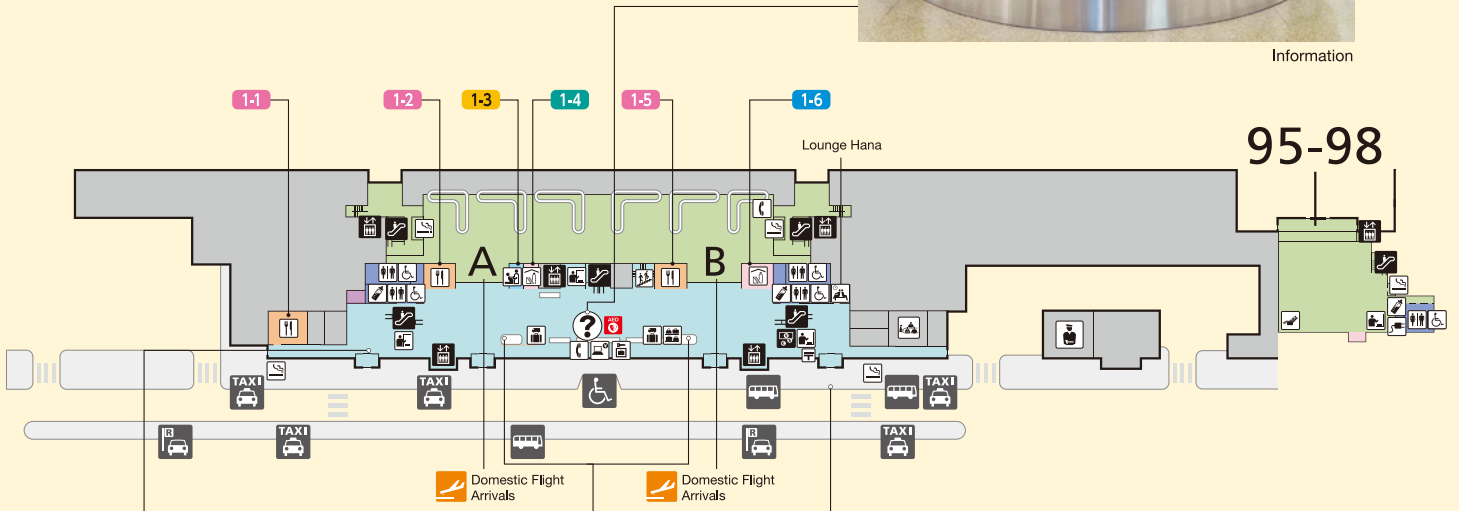 Information
1-1
1-2
1-3
1-4
1-5
1-6
Lounge Hana
95-98
A
B
?
AED
TAXI
TAXI
TAXI
R
TAXI
R
TAXI
Domestic Flight
Arrivals
Domestic Flight
Arrivals